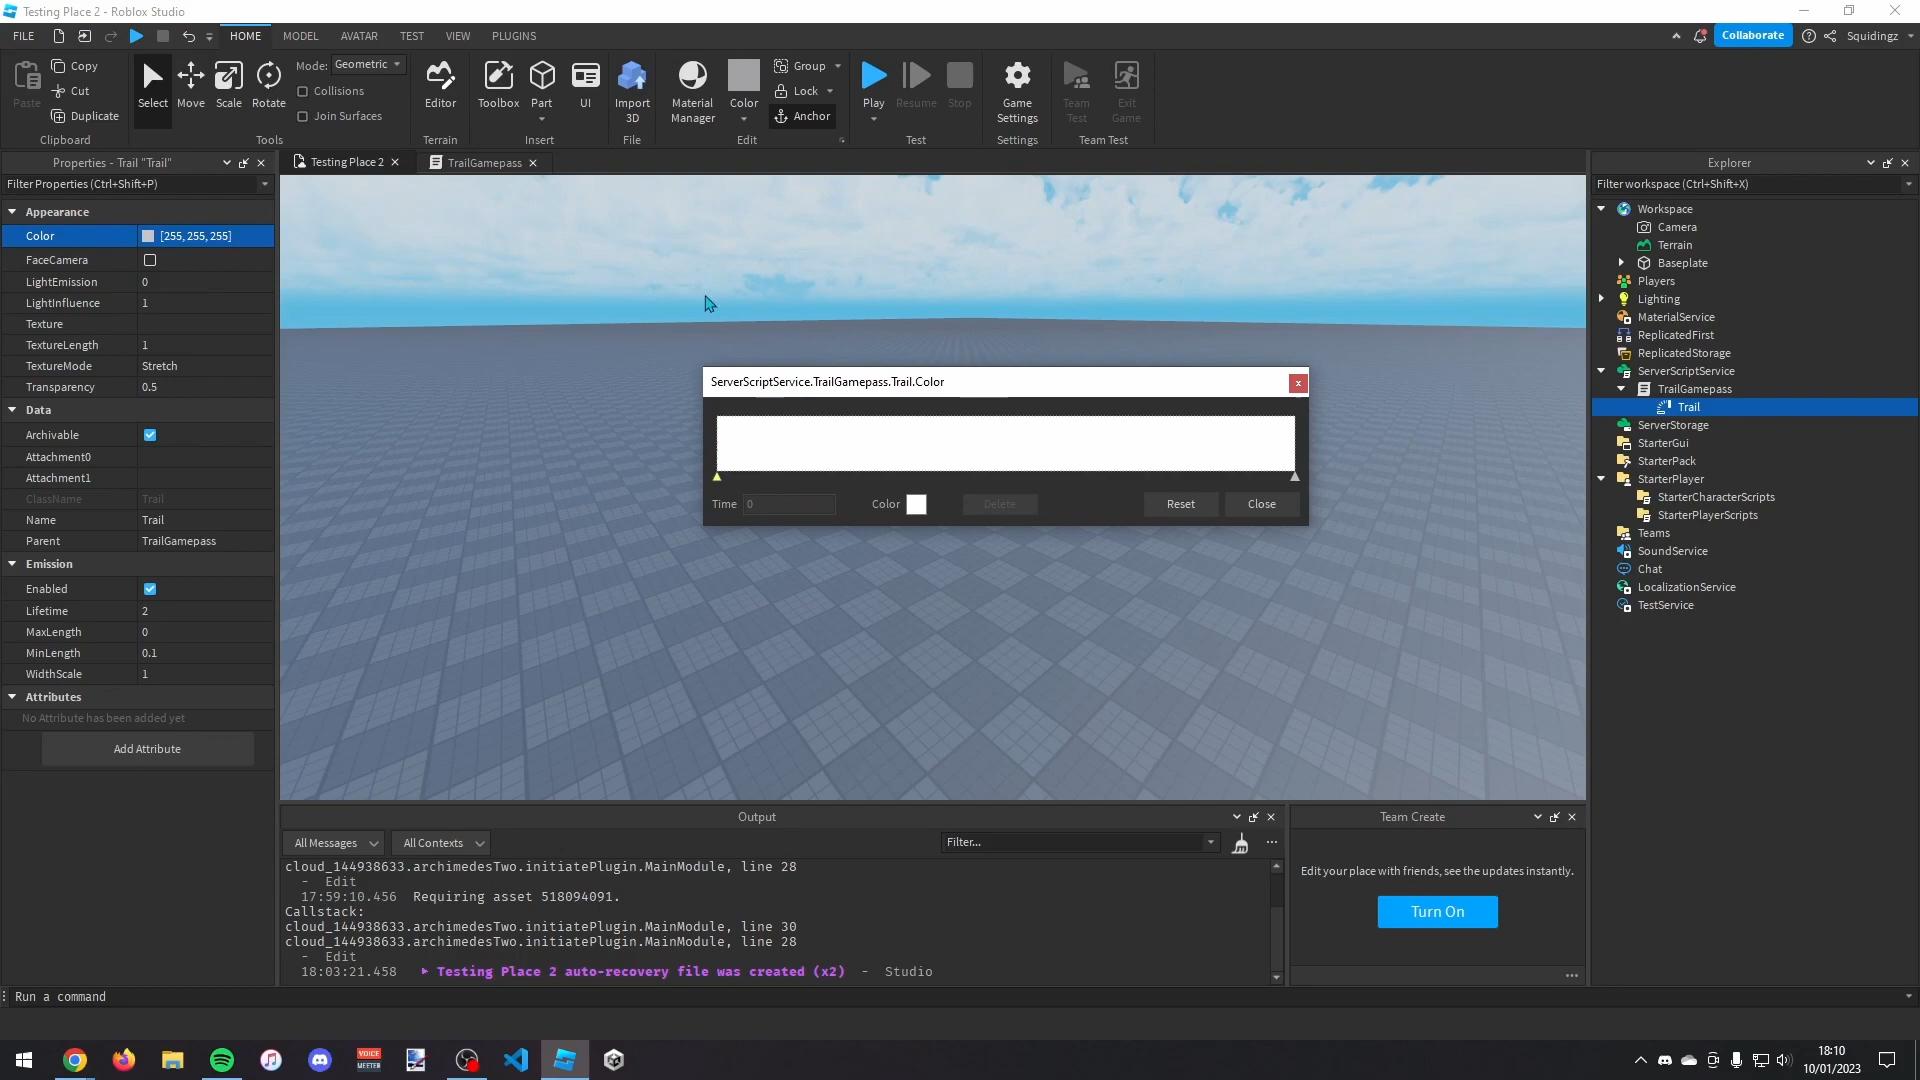 Testing Place 2 - Roblox Studio
FILE
HOME
MODEL
AVATAR
TEST
VIEW
PLUGINS
Collaborate
Squidingz
Paste
Copy
Cut
Duplicate
Clipboard
Select
Move
Scale
Rotate
Mode:
Geometric
Collisions
Join Surfaces
Tools
Editor
Terrain
Toolbox
Part
UI
Insert
Import
3D
File
Material
Manager
Color
Group
Lock
Anchor
Edit
Play
Resume
Stop
Test
Game
Settings
Settings
Team
Test
Exit
Game
Team Test
Properties - Trail "Trail"
Filter Properties (Ctrl+Shift+P)
Appearance
Color [255, 255, 255]
FaceCamera
LightEmission 0
LightInfluence 1
Texture
TextureLength 1
TextureMode Stretch
Transparency 0.5
Data
Archivable
Attachment0
Attachment1
ClassName Trail
Name Trail
Parent TrailGamepass
Emission
Enabled
Lifetime 2
MaxLength 0
MinLength 0.1
WidthScale 1
Attributes
No Attribute has been added yet
Add Attribute
Testing Place 2
TrailGamepass
ServerScriptService.TrailGamepass.Trail.Color
x
Time 0
Color
Delete
Reset
Close
Explorer
Filter workspace (Ctrl+Shift+X)
Workspace
Camera
Terrain
Baseplate
Players
Lighting
MaterialService
ReplicatedFirst
ReplicatedStorage
ServerScriptService
TrailGamepass
Trail
ServerStorage
StarterGui
StarterPack
StarterPlayer
StarterCharacterScripts
StarterPlayerScripts
Teams
SoundService
Chat
LocalizationService
TestService
Output
All Messages
All Contexts
Filter...
cloud_144938633.archimedesTwo.initiatePlugin.MainModule, line 28
- Edit
17:59:10.456 Requiring asset 518094091.
Callstack:
cloud_144938633.archimedesTwo.initiatePlugin.MainModule, line 30
cloud_144938633.archimedesTwo.initiatePlugin.MainModule, line 28
- Edit
18:03:21.458 Testing Place 2 auto-recovery file was created (x2) - Studio
Team Create
Edit your place with friends, see the updates instantly.
Turn On
Run a command
VOICE
MEETER
18:10
10/01/2023